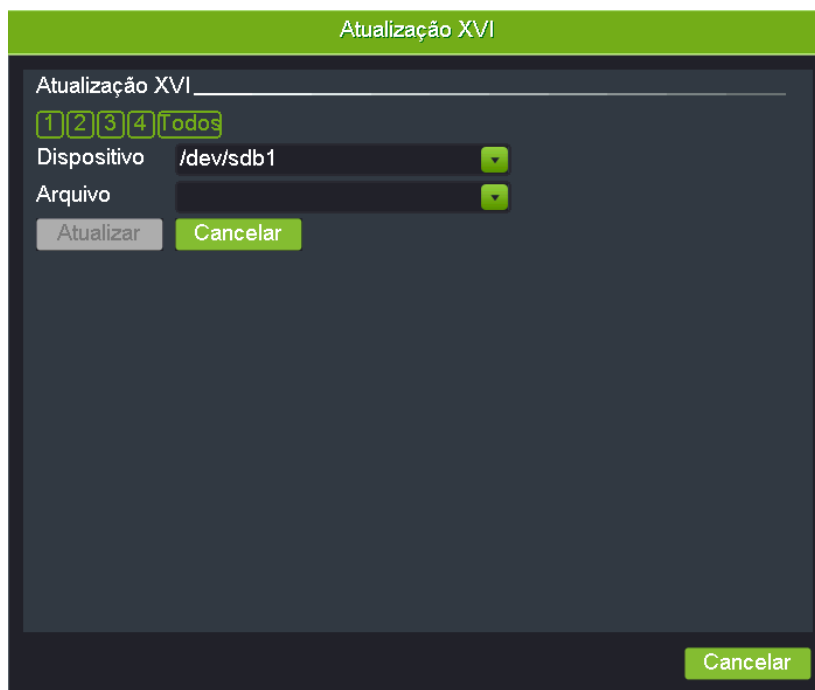 Atualização XVI
Atualização XVI
1 2 3 4 Todos
Dispositivo /dev/sdb1
Arquivo
Atualizar Cancelar
Cancelar